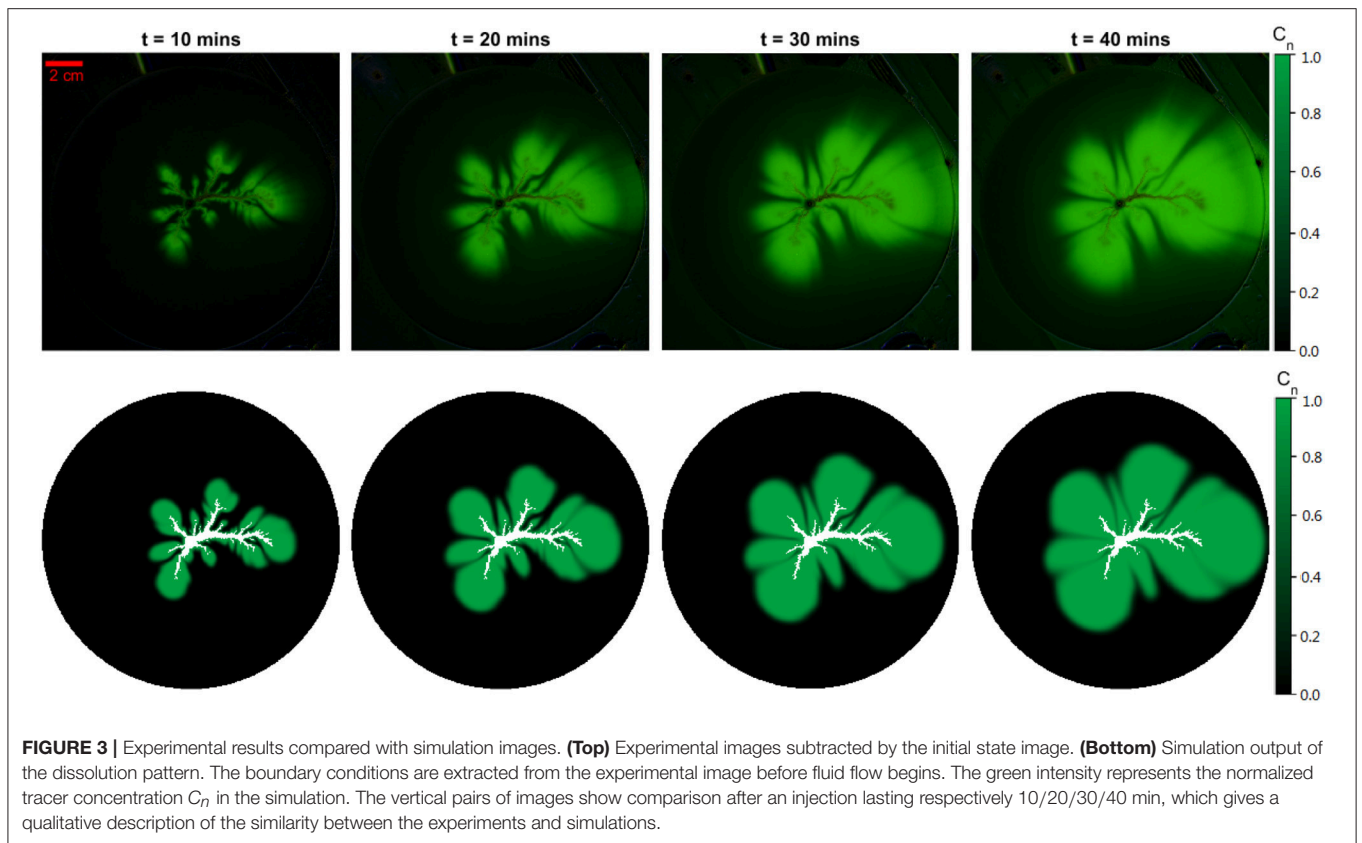 t = 10 mins
t = 20 mins
t = 30 mins
t = 40 mins
C_n
2 cm
1.0
0.8
0.6
0.4
0.2
0.0
C_n
1.0
0.8
0.6
0.4
0.2
0.0
FIGURE 3 | Experimental results compared with simulation images. (Top) Experimental images subtracted by the initial state image. (Bottom) Simulation output of
the dissolution pattern. The boundary conditions are extracted from the experimental image before fluid flow begins. The green intensity represents the normalized
tracer concentration C_n in the simulation. The vertical pairs of images show comparison after an injection lasting respectively 10/20/30/40 min, which gives a
qualitative description of the similarity between the experiments and simulations.